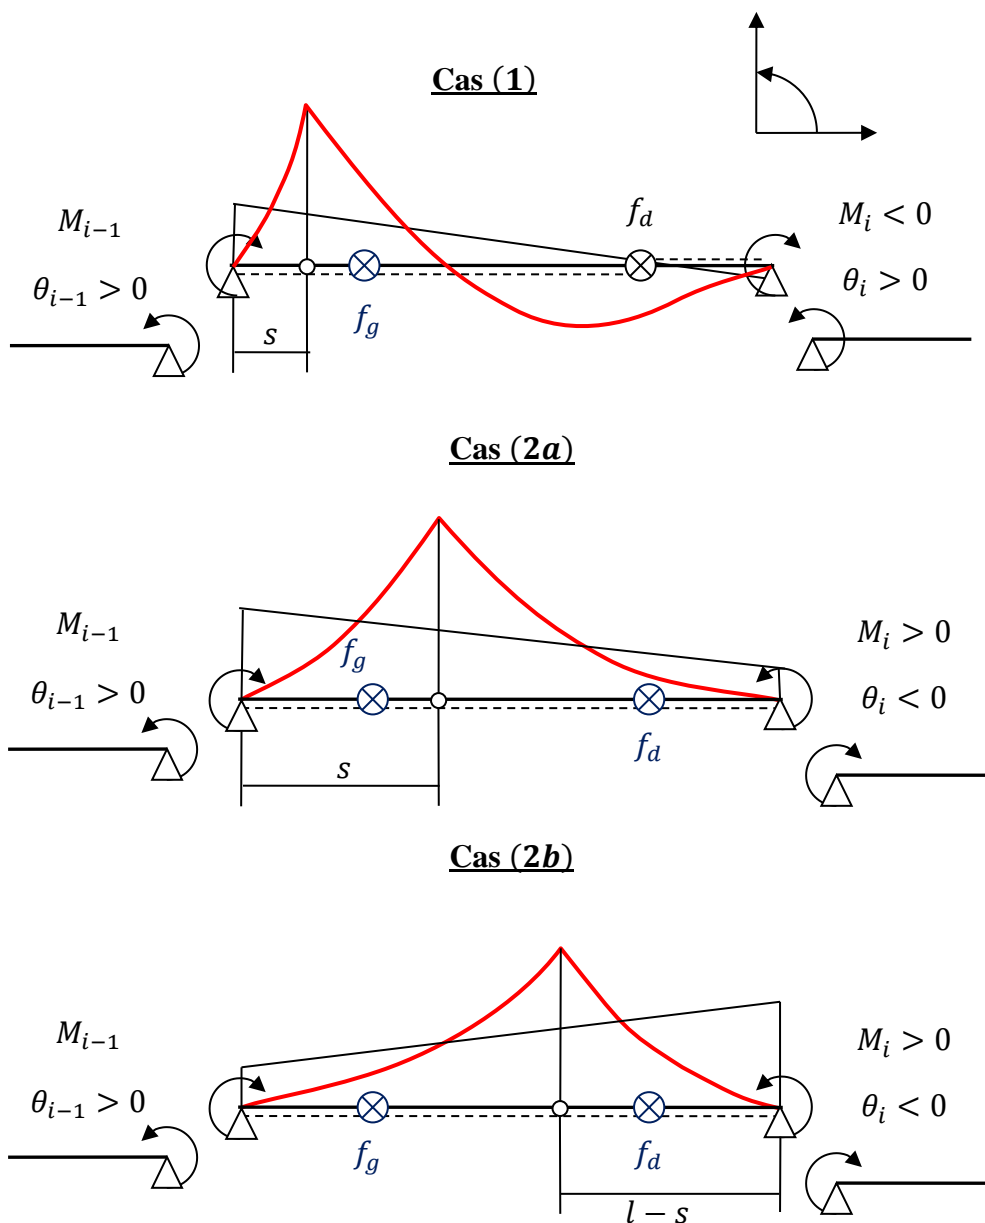 Cas (1)
M_{i−1}
f_d
M_i < 0
θ_{i−1} > 0
θ_i > 0
f_g
s
Cas (2a)
M_{i−1}
f_g
M_i > 0
θ_{i−1} > 0
θ_i < 0
f_d
s
Cas (2b)
M_{i−1}
M_i > 0
θ_{i−1} > 0
θ_i < 0
f_g
f_d
l − s